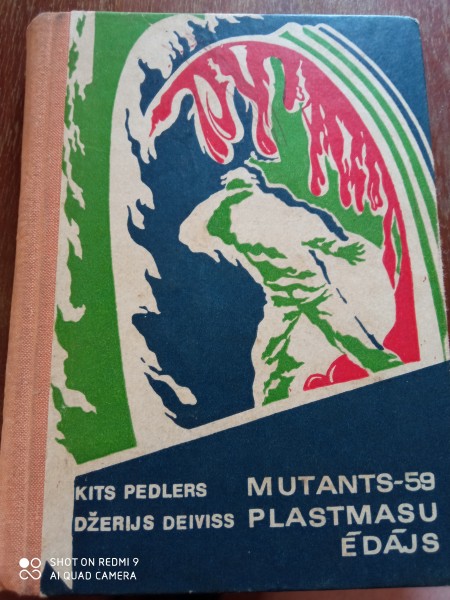 KITS PEDLERS
DŽERIJS DEIVISS
MUTANTS-59
PLASTMASU
ĒDĀJS
SHOT ON REDMI 9
AI QUAD CAMERA